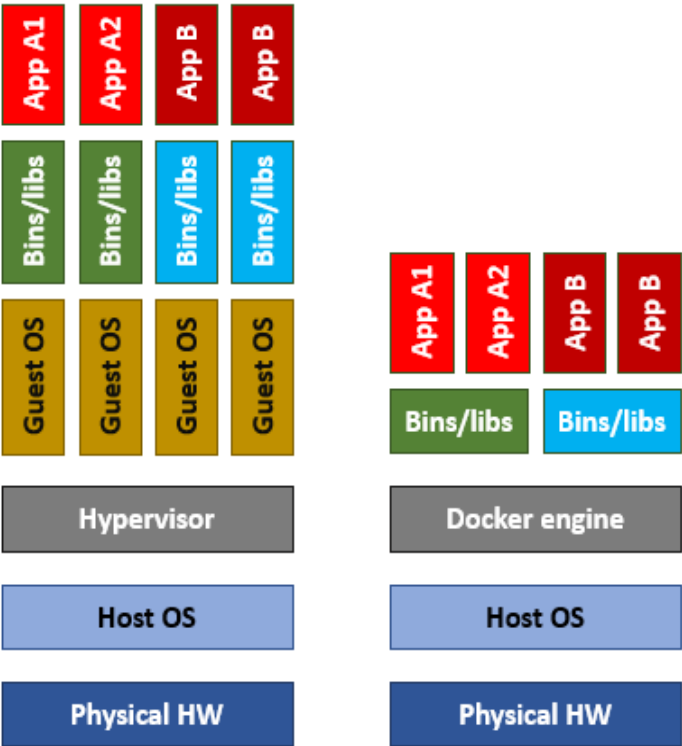 App A1
App A2
App B
App B
Bins/libs
Bins/libs
Bins/libs
Bins/libs
Guest OS
Guest OS
Guest OS
Guest OS
Hypervisor
Host OS
Physical HW
App A1
App A2
App B
App B
Bins/libs
Bins/libs
Docker engine
Host OS
Physical HW